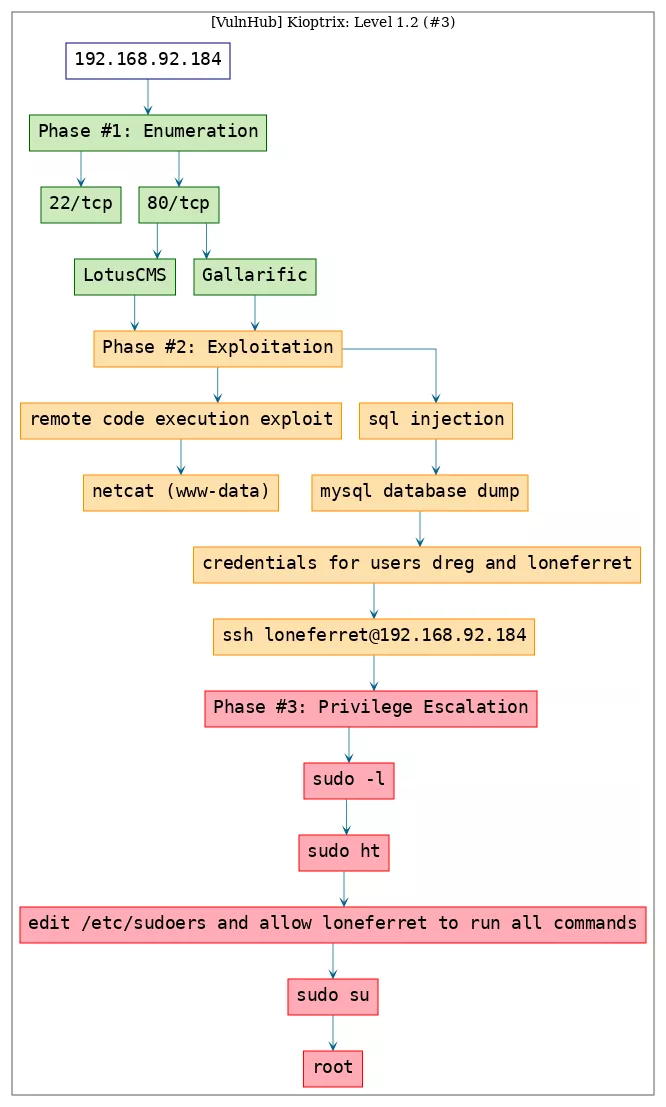 [VulnHub] Kioptrix: Level 1.2 (#3)
192.168.92.184
Phase #1: Enumeration
22/tcp
80/tcp
LotusCMS
Gallarific
Phase #2: Exploitation
remote code execution exploit
sql injection
netcat (www-data)
mysql database dump
credentials for users dreg and loneferret
ssh loneferret@192.168.92.184
Phase #3: Privilege Escalation
sudo -l
sudo ht
edit /etc/sudoers and allow loneferret to run all commands
sudo su
root